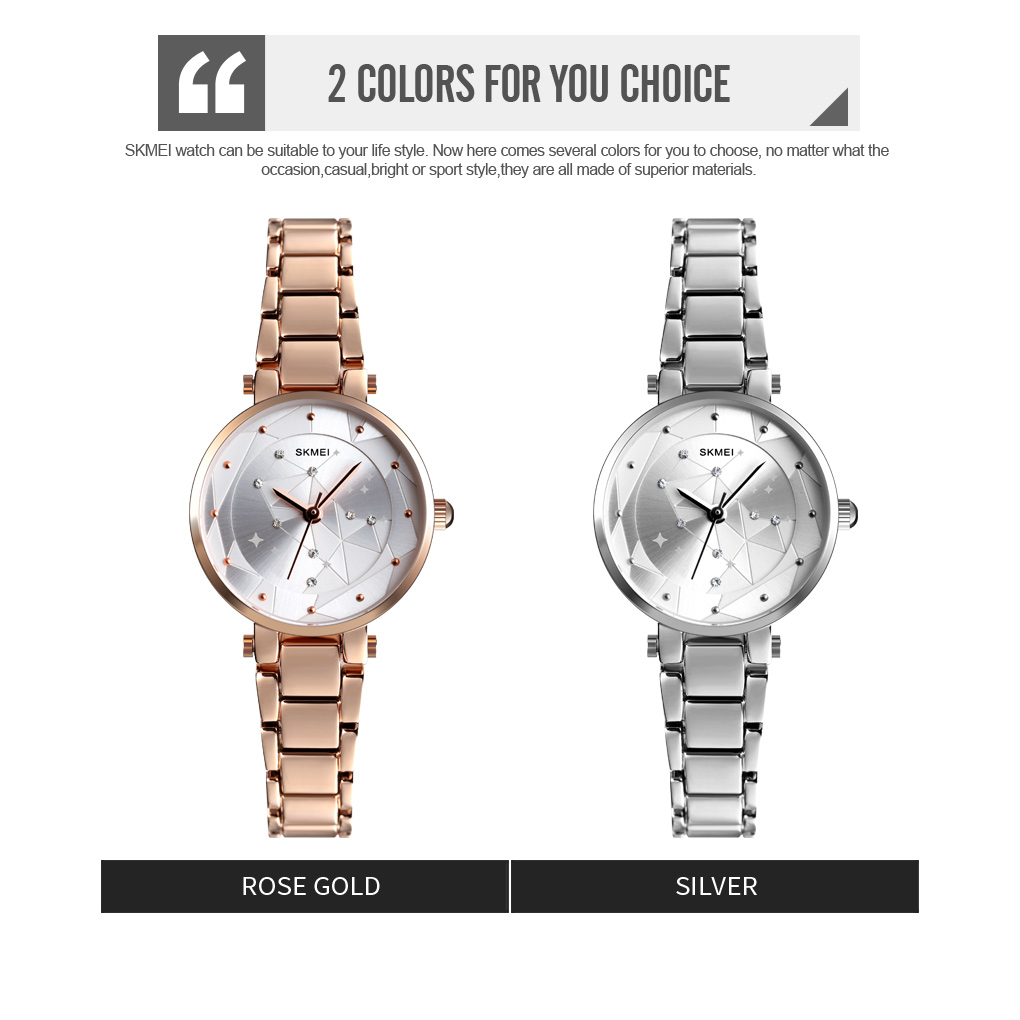 2 COLORS FOR YOU CHOICE
SKMEI watch can be suitable to your life style. Now here comes several colors for you to choose, no matter what the
occasion,casual,bright or sport style,they are all made of superior materials.
SKMEI
SKMEI
ROSE GOLD
SILVER